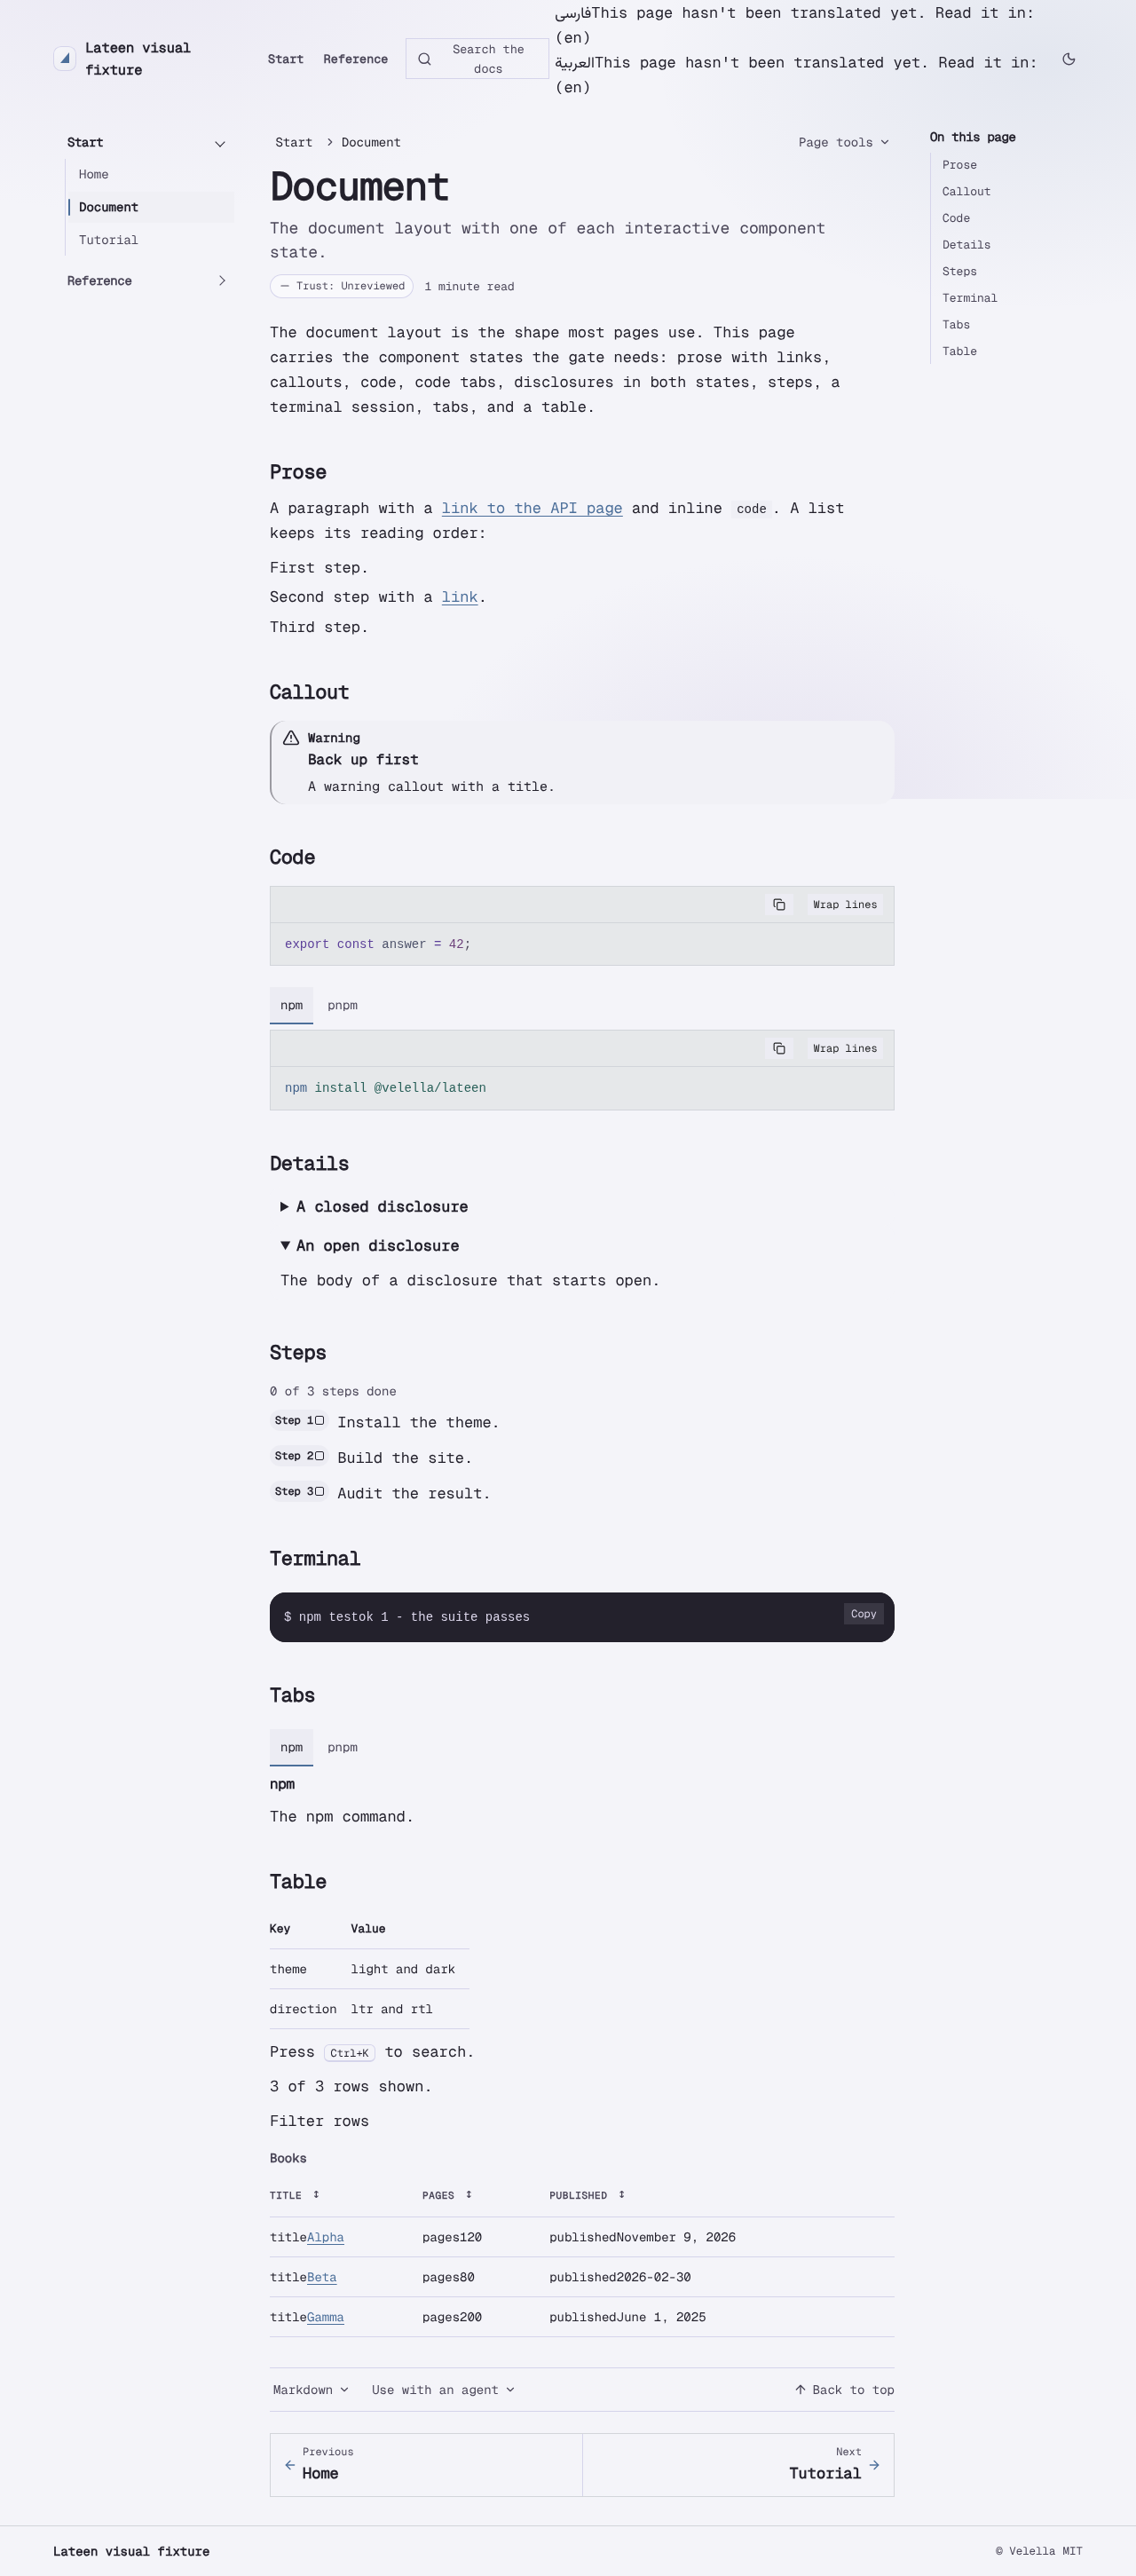 Lateen visual
fixture
Start
Reference
Search the
docs
فارسیThis page hasn't been translated yet. Read it in:
(en)
العربيةThis page hasn't been translated yet. Read it in:
(en)
Start
Home
Document
Tutorial
Reference
Start > Document
Page tools
Document
The document layout with one of each interactive component
state.
— Trust: Unreviewed
1 minute read
The document layout is the shape most pages use. This page
carries the component states the gate needs: prose with links,
callouts, code, code tabs, disclosures in both states, steps, a
terminal session, tabs, and a table.
On this page
Prose
Callout
Code
Details
Steps
Terminal
Tabs
Table
Prose
A paragraph with a link to the API page and inline code. A list
keeps its reading order:
First step.
Second step with a link.
Third step.
Callout
Warning
Back up first
A warning callout with a title.
Code
Wrap lines
export const answer = 42;
npm pnpm
Wrap lines
npm install @velella/lateen
Details
A closed disclosure
An open disclosure
The body of a disclosure that starts open.
Steps
0 of 3 steps done
Step 1 Install the theme.
Step 2 Build the site.
Step 3 Audit the result.
Terminal
$ npm testok 1 - the suite passes
Copy
Tabs
npm pnpm
npm
The npm command.
Table
Key Value
theme light and dark
direction ltr and rtl
Press Ctrl+K to search.
3 of 3 rows shown.
Filter rows
Books
TITLE ↕ PAGES ↕ PUBLISHED ↕
titleAlpha pages120 publishedNovember 9, 2026
titleBeta pages80 published2026-02-30
titleGamma pages200 publishedJune 1, 2025
Markdown
Use with an agent
↑ Back to top
Previous
← Home
Next
Tutorial →
Lateen visual fixture
© Velella MIT